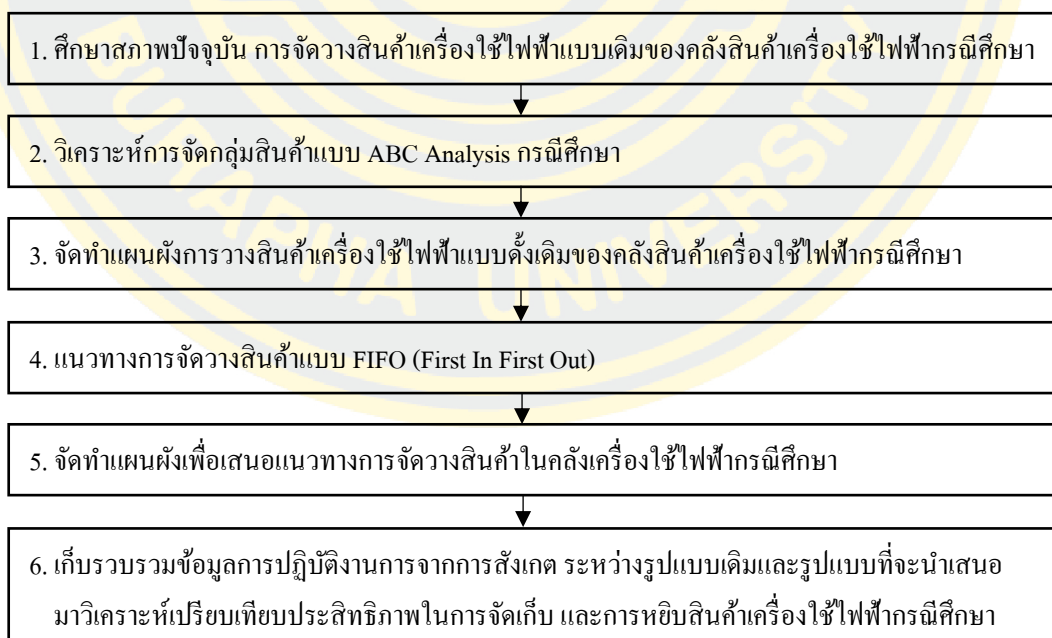 1. ศึกษาสภาพปัจจุบัน การจัดวางสินค้าเครื่องใช้ไฟฟ้าแบบเดิมของคลังสินค้าเครื่องใช้ไฟฟ้ากรณีศึกษา
2. วิเคราะห์การจัดกลุ่มสินค้าแบบ ABC Analysis กรณีศึกษา
3. จัดทำแผนผังการวางสินค้าเครื่องใช้ไฟฟ้าแบบดั้งเดิมของคลังสินค้าเครื่องใช้ไฟฟ้ากรณีศึกษา
4. แนวทางการจัดวางสินค้าแบบ FIFO (First In First Out)
5. จัดทำแผนผังเพื่อเสนอแนวทางการจัดวางสินค้าในคลังเครื่องใช้ไฟฟ้ากรณีศึกษา
6. เก็บรวบรวมข้อมูลการปฏิบัติงานการจากการสังเกต ระหว่างรูปแบบเดิมและรูปแบบที่จะนำเสนอ
มาวิเคราะห์เปรียบเทียบประสิทธิภาพในการจัดเก็บ และการหยิบสินค้าเครื่องใช้ไฟฟ้ากรณีศึกษา